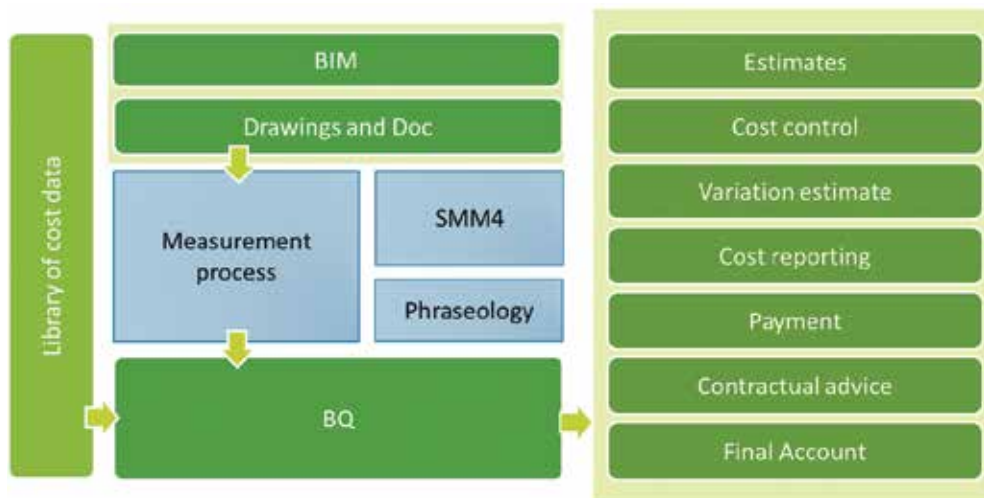 Library of cost data
BIM
Drawings and Doc
Measurement
process
SMM4
Phraseology
BQ
Estimates
Cost control
Variation estimate
Cost reporting
Payment
Contractual advice
Final Account